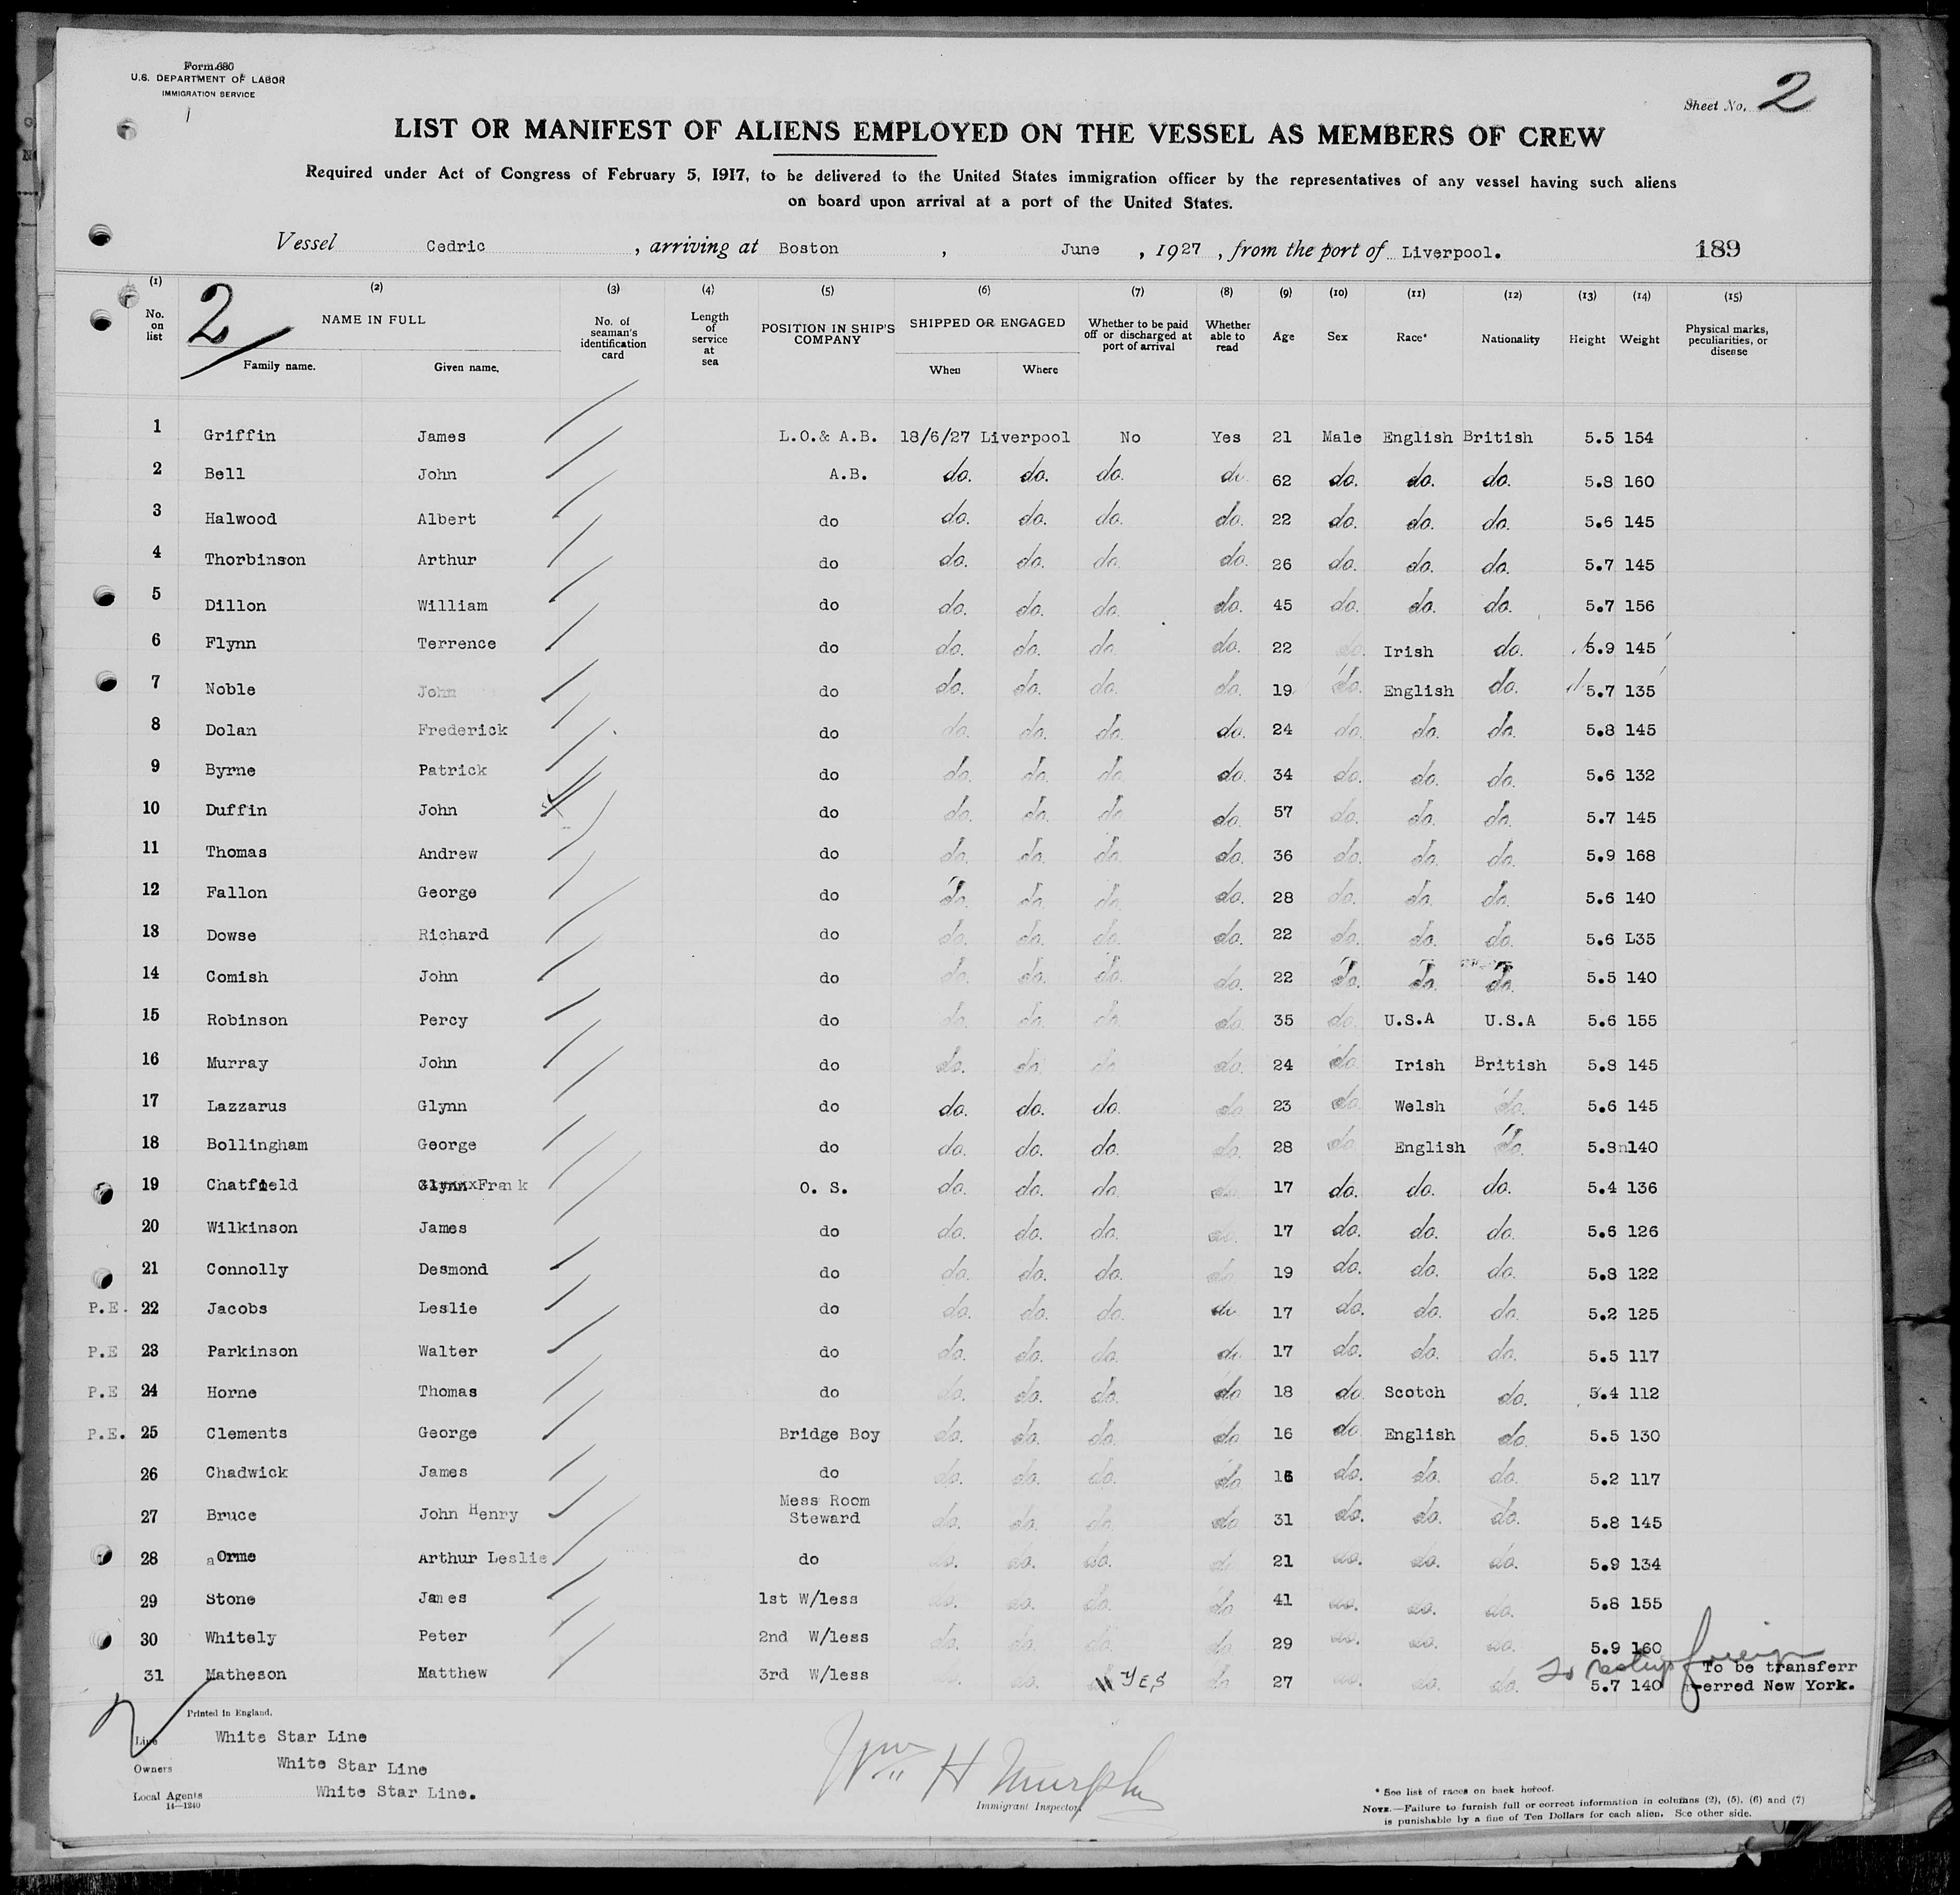 Form 680
U.S. DEPARTMENT OF LABOR
IMMIGRATION SERVICE
Sheet No. 2
LIST OR MANIFEST OF ALIENS EMPLOYED ON THE VESSEL AS MEMBERS OF CREW
Required under Act of Congress of February 5, 1917, to be delivered to the United States immigration officer by the representatives of any vessel having such aliens
on board upon arrival at a port of the United States.
Vessel Cedric, arriving at Boston, June, 1927, from the port of Liverpool. 189
(1) (2) (3) (4) (5) (6) (7) (8) (9) (10) (11) (12) (13) (14) (15)
2
No. on list NAME IN FULL No. of seaman's identification card Length of service at sea POSITION IN SHIP'S COMPANY SHIPPED OR ENGAGED Whether to be paid off or discharged at port of arrival Whether able to read Age Sex Race* Nationality Height Weight Physical marks, peculiarities, or disease
Family name. Given name. When Where
1 Griffin James L.O.& A.B. 18/6/27 Liverpool No Yes 21 Male English British 5.5 154
2 Bell John A.B. do. do. do. do. 62 do. do. do. 5.8 160
3 Halwood Albert do do. do. do. do. 22 do. do. do. 5.6 145
4 Thorbinson Arthur do do. do. do. do. 26 do. do. do. 5.7 145
5 Dillon William do do. do. do. do. 45 do. do. do. 5.7 156
6 Flynn Terrence do do. do. do. do. 22 do. Irish do. 5.9 145
7 Noble John do do. do. do. do. 19 do. English do. 5.7 135
8 Dolan Frederick do do. do. do. do. 24 do. do. do. 5.8 145
9 Byrne Patrick do do. do. do. do. 34 do. do. do. 5.6 132
10 Duffin John do do. do. do. do. 57 do. do. do. 5.7 145
11 Thomas Andrew do do. do. do. do. 36 do. do. do. 5.9 168
12 Fallon George do do. do. do. do. 28 do. do. do. 5.6 140
13 Dowse Richard do do. do. do. do. 22 do. do. do. 5.6 L35
14 Comish John do do. do. do. do. 22 do. do. do. 5.5 140
15 Robinson Percy do do. do. do. do. 35 do. U.S.A U.S.A 5.6 155
16 Murray John do do. do. do. do. 24 do. Irish British 5.8 145
17 Lazzarus Glynn do do. do. do. do. 23 do. Welsh do. 5.6 145
18 Bollingham George do do. do. do. do. 28 do. English do. 5.8n140
19 Chatfield GlynnxFrank O. S. do. do. do. do. 17 do. do. do. 5.4 136
20 Wilkinson James do do. do. do. do. 17 do. do. do. 5.6 126
21 Connolly Desmond do do. do. do. do. 19 do. do. do. 5.8 122
P.E. 22 Jacobs Leslie do do. do. do. do. 17 do. do. do. 5.2 125
P.E 23 Parkinson Walter do do. do. do. do. 17 do. do. do. 5.5 117
P.E 24 Horne Thomas do do. do. do. do 18 do. Scotch do. 5.4 112
P.E. 25 Clements George Bridge Boy do. do. do. do 16 do. English do. 5.5 130
26 Chadwick James do do. do. do. do 16 do. do. do. 5.2 117
27 Bruce John Henry Mess Room Steward do. do. do. do 31 do. do. do. 5.8 145
28 aOrme Arthur Leslie do do. do. do. do 21 do. do. do. 5.9 134
29 Stone James 1st W/less do. do. do. do 41 do. do. do. 5.8 155
30 Whitely Peter 2nd W/less do. do. do. do 29 do. do. do. 5.9 160
31 Matheson Matthew 3rd W/less do. do. YES do 27 do. do. do. 5.7 140 To be transferr
erred New York.
To reship foreign
Printed in England.
Line White Star Line
Owners White Star Line
Local Agents White Star Line.
14—1240
Wm H Murphy
Immigrant Inspector
* See list of races on back hereof.
NOTE.—Failure to furnish full or correct information in columns (2), (5), (6) and (7)
is punishable by a fine of Ten Dollars for each alien. See other side.